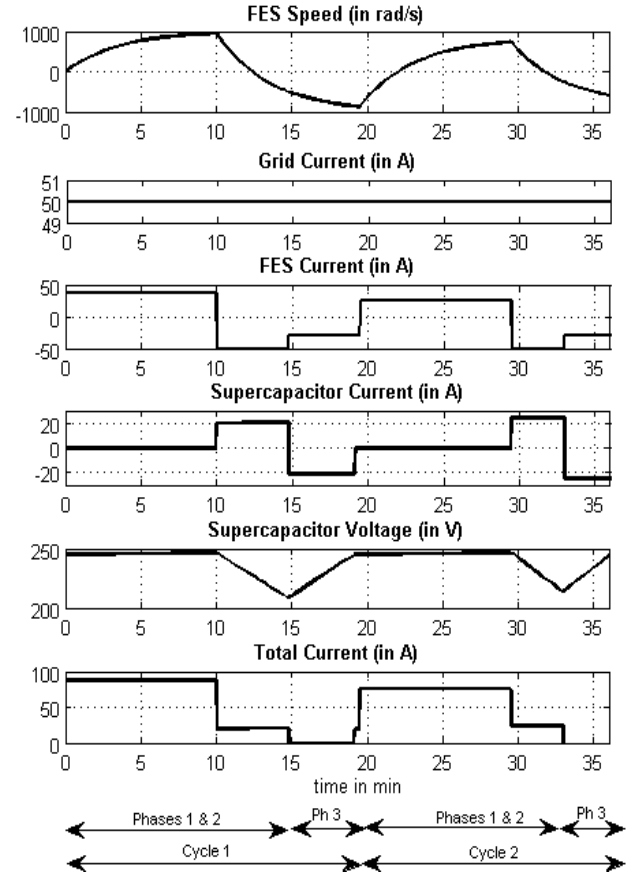 FES Speed (in rad/s)
1000
0
-1000
0 5 10 15 20 25 30 35
Grid Current (in A)
51
50
49
0 5 10 15 20 25 30 35
FES Current (in A)
50
0
-50
0 5 10 15 20 25 30 35
Supercapacitor Current (in A)
20
0
-20
0 5 10 15 20 25 30 35
Supercapacitor Voltage (in V)
250
200
0 5 10 15 20 25 30 35
Total Current (in A)
100
50
0
0 5 10 15 20 25 30 35
time in min
Phases 1 & 2 Ph 3 Phases 1 & 2 Ph 3
Cycle 1 Cycle 2